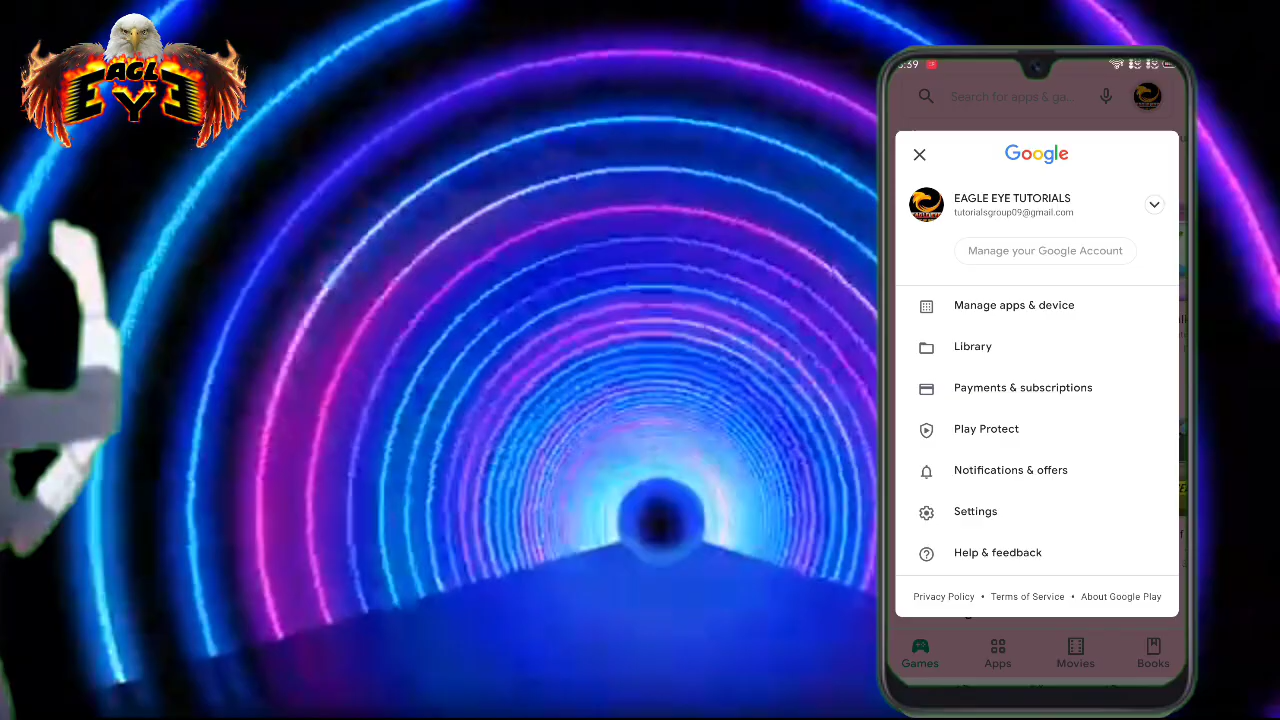 EAGL
EYE
:39
Search for apps & ga...
Google
EAGLE EYE TUTORIALS
tutorialsgroup09@gmail.com
Manage your Google Account
Manage apps & device
Library
Payments & subscriptions
Play Protect
Notifications & offers
Settings
Help & feedback
Privacy Policy • Terms of Service • About Google Play
Games Apps Movies Books